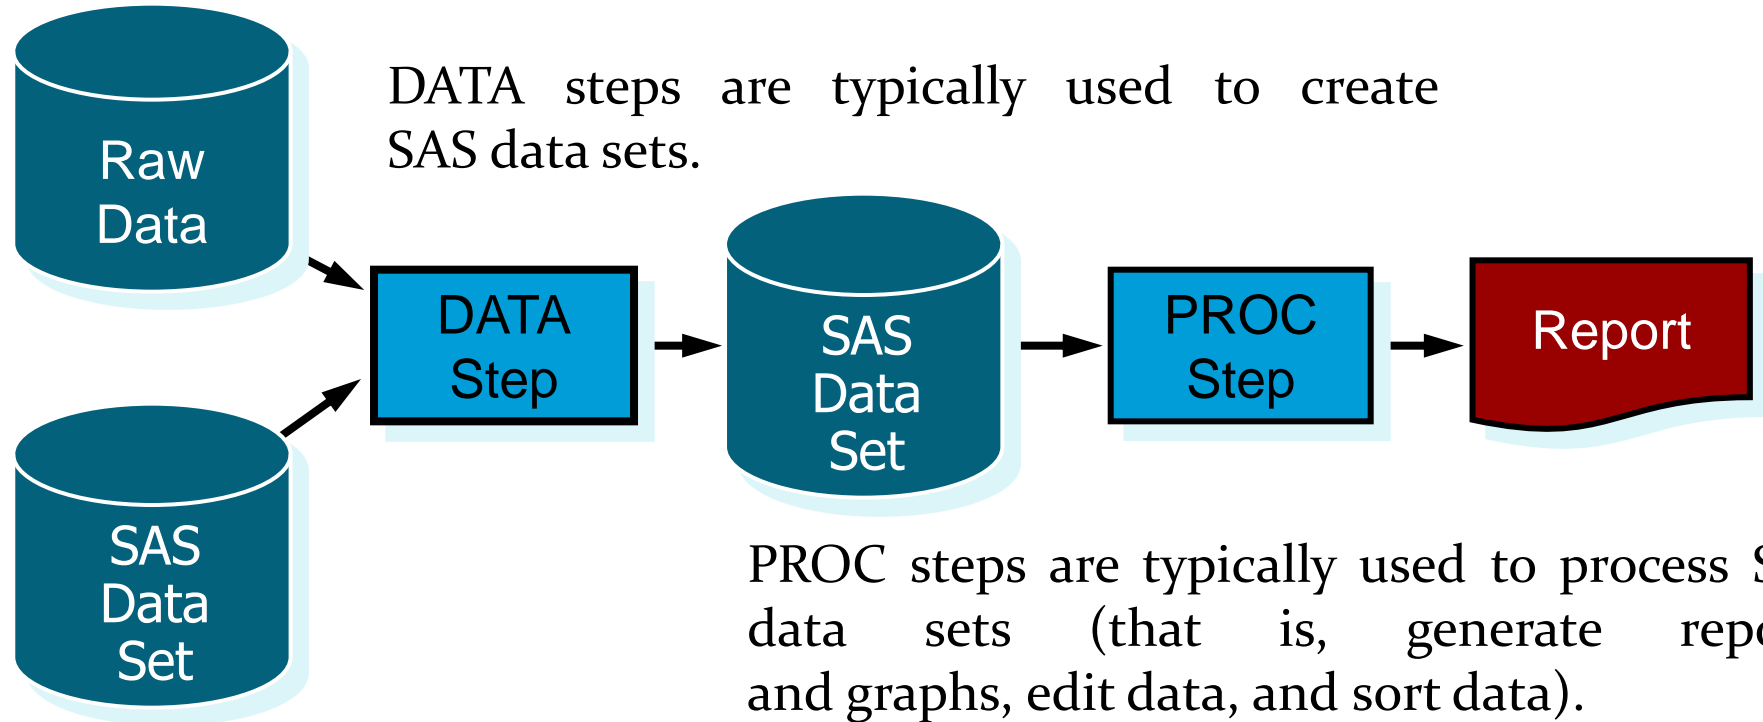 DATA steps are typically used to create
SAS data sets.
Raw
Data
DATA
Step
SAS
Data
Set
PROC
Step
Report
SAS
Data
Set
PROC steps are typically used to process
data sets (that is, generate
and graphs, edit data, and sort data).